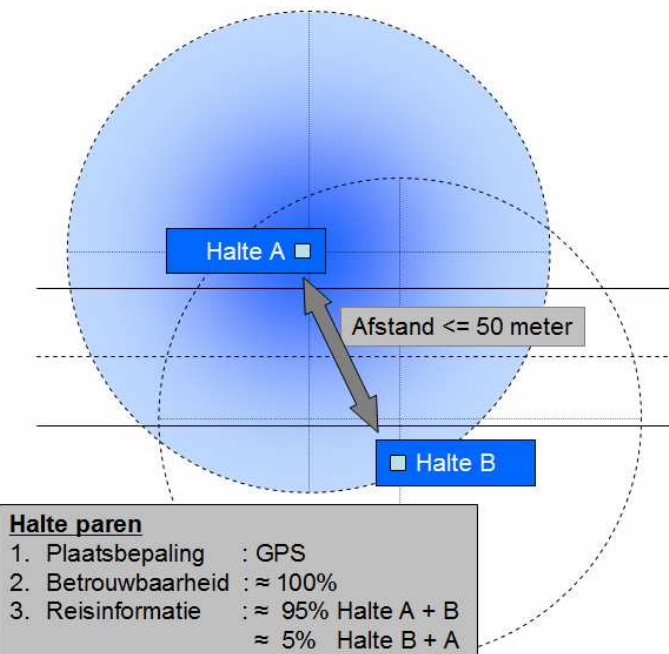 Halte A
Afstand <= 50 meter
Halte B
Halte paren
1. Plaatsbepaling : GPS
2. Betrouwbaarheid : ≈ 100%
3. Reisinformatie : ≈ 95% Halte A + B
≈ 5% Halte B + A